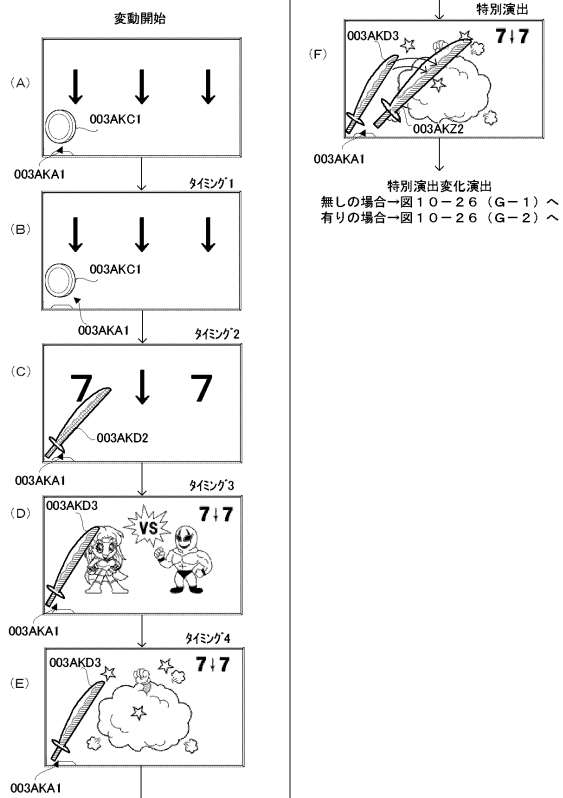 変動開始
(A)
003AKC1
003AKA1
ﾀｲﾐﾝｸﾞ1
(B)
003AKC1
003AKA1
ﾀｲﾐﾝｸﾞ2
(C)
7 7
003AKD2
003AKA1
ﾀｲﾐﾝｸﾞ3
(D)
003AKD3
VS
7↓7
003AKA1
ﾀｲﾐﾝｸﾞ4
(E)
003AKD3
7↓7
003AKA1
特別演出
(F)
003AKD3
7↓7
003AKZ2
003AKA1
特別演出変化演出
無しの場合→図10-26(G-1)へ
有りの場合→図10-26(G-2)へ